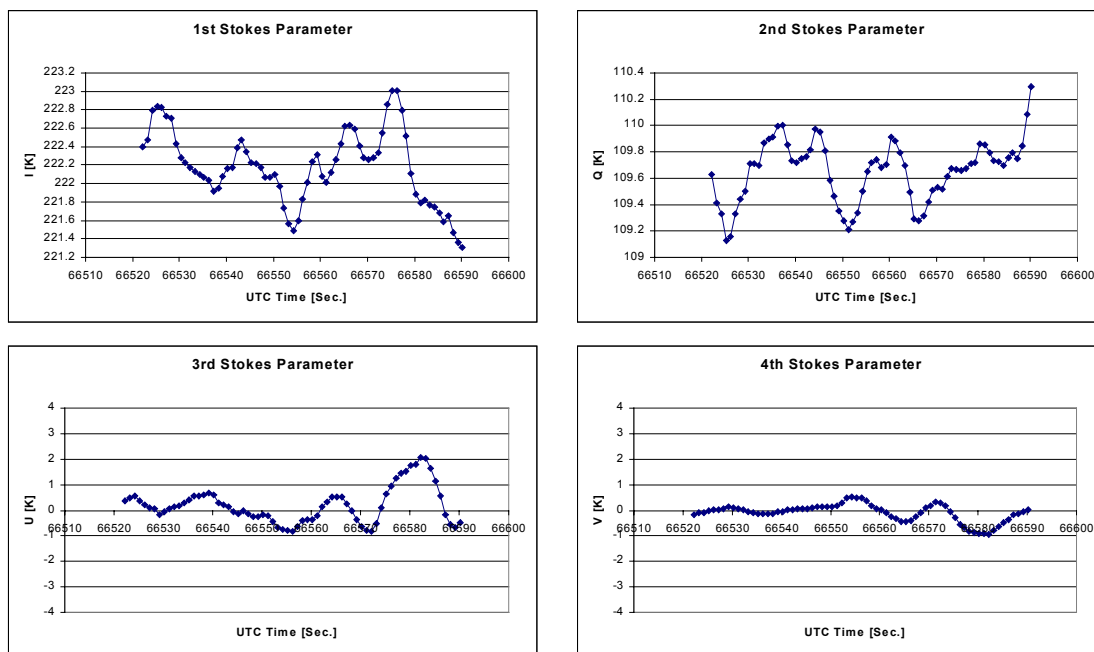 1st Stokes Parameter
I [K]
223.2
223
222.8
222.6
222.4
222.2
222
221.8
221.6
221.4
221.2
66510 66520 66530 66540 66550 66560 66570 66580 66590 66600
UTC Time [Sec.]
2nd Stokes Parameter
Q [K]
110.4
110.2
110
109.8
109.6
109.4
109.2
109
66510 66520 66530 66540 66550 66560 66570 66580 66590 66600
UTC Time [Sec.]
3rd Stokes Parameter
U [K]
4
3
2
1
0
-1
-2
-3
-4
66510 66520 66530 66540 66550 66560 66570 66580 66590 66600
UTC Time [Sec.]
4th Stokes Parameter
V [K]
4
3
2
1
0
-1
-2
-3
-4
66510 66520 66530 66540 66550 66560 66570 66580 66590 66600
UTC Time [Sec.]